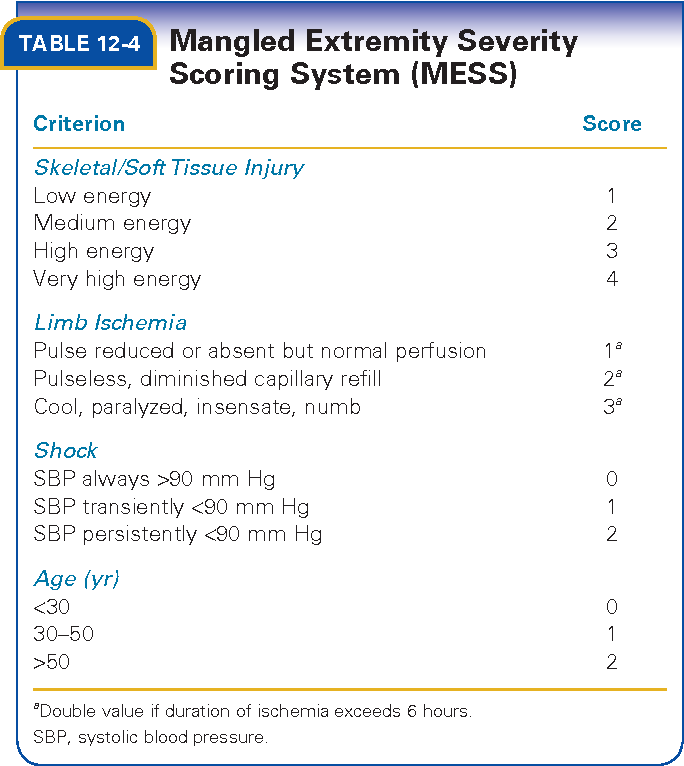 TABLE 12-4
Mangled Extremity Severity
Scoring System (MESS)
Criterion Score
Skeletal/Soft Tissue Injury
Low energy 1
Medium energy 2
High energy 3
Very high energy 4
Limb Ischemia
Pulse reduced or absent but normal perfusion 1ᵃ
Pulseless, diminished capillary refill 2ᵃ
Cool, paralyzed, insensate, numb 3ᵃ
Shock
SBP always >90 mm Hg 0
SBP transiently <90 mm Hg 1
SBP persistently <90 mm Hg 2
Age (yr)
<30 0
30–50 1
>50 2
ᵃDouble value if duration of ischemia exceeds 6 hours.
SBP, systolic blood pressure.